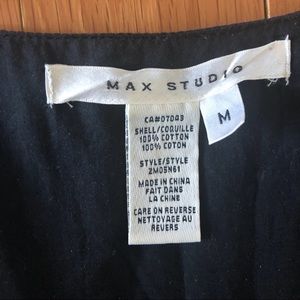 MAX STUDIO
M
CA#07043
SHELL/COQUILLE
100% COTTON
100% COTON
STYLE/STYLE
ZM05N61
MADE IN CHINA
FAIT DANS
LA CHINE
CARE ON REVERSE
NETTOYAGE AU
REVERS